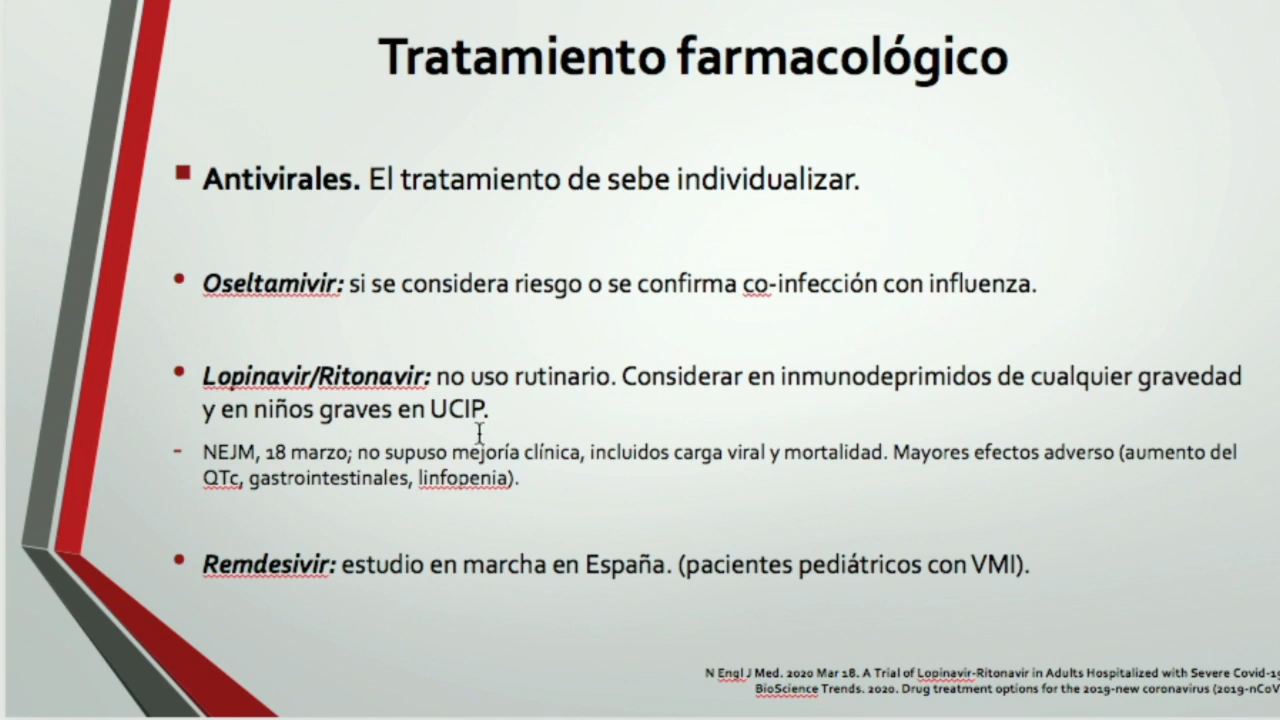 Tratamiento farmacológico
Antivirales. El tratamiento de sebe individualizar.
Oseltamivir: si se considera riesgo o se confirma co-infección con influenza.
Lopinavir/Ritonavir: no uso rutinario. Considerar en inmunodeprimidos de cualquier gravedad
y en niños graves en UCIP.
- NEJM, 18 marzo; no supuso mejoría clínica, incluidos carga viral y mortalidad. Mayores efectos adverso (aumento del
QTc, gastrointestinales, linfopenia).
Remdesivir: estudio en marcha en España. (pacientes pediátricos con VMI).
N Engl J Med. 2020 Mar 18. A Trial of Lopinavir-Ritonavir in Adults Hospitalized with Severe Covid-19
BioScience Trends. 2020. Drug treatment options for the 2019-new coronavirus (2019-nCoV